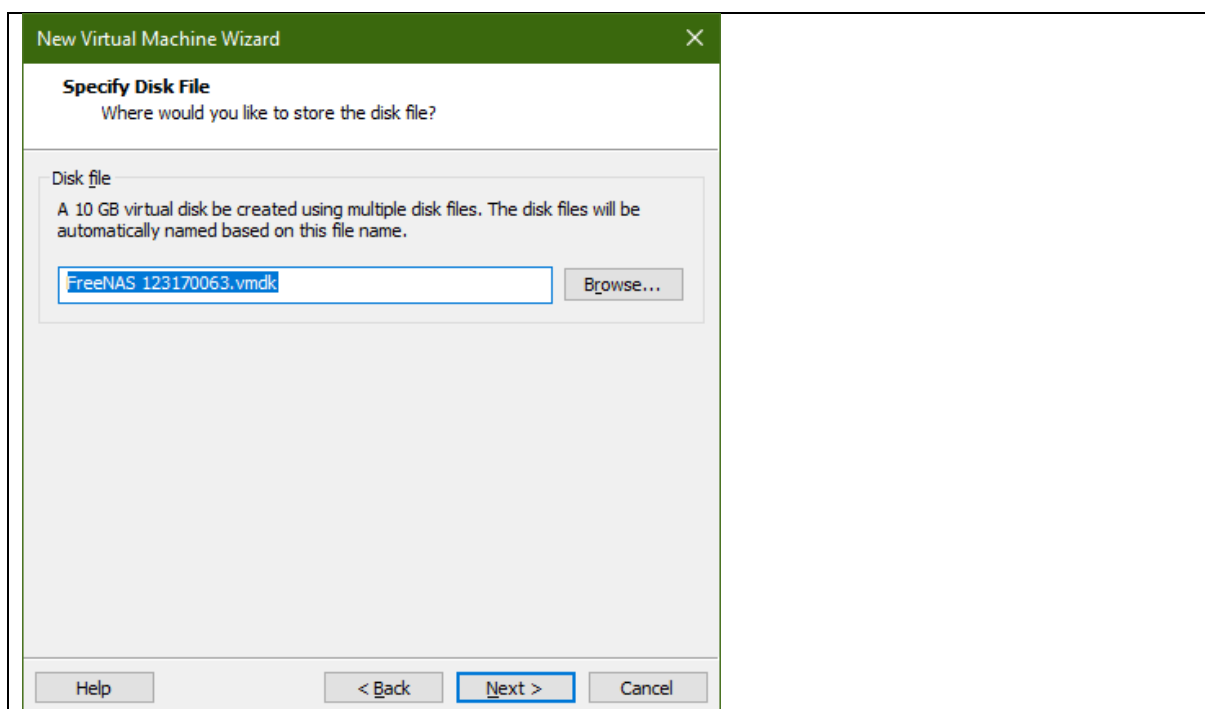 New Virtual Machine Wizard
Specify Disk File
Where would you like to store the disk file?
Disk file
A 10 GB virtual disk be created using multiple disk files. The disk files will be
automatically named based on this file name.
FreeNAS 123170063.vmdk
Browse...
Help
< Back
Next >
Cancel